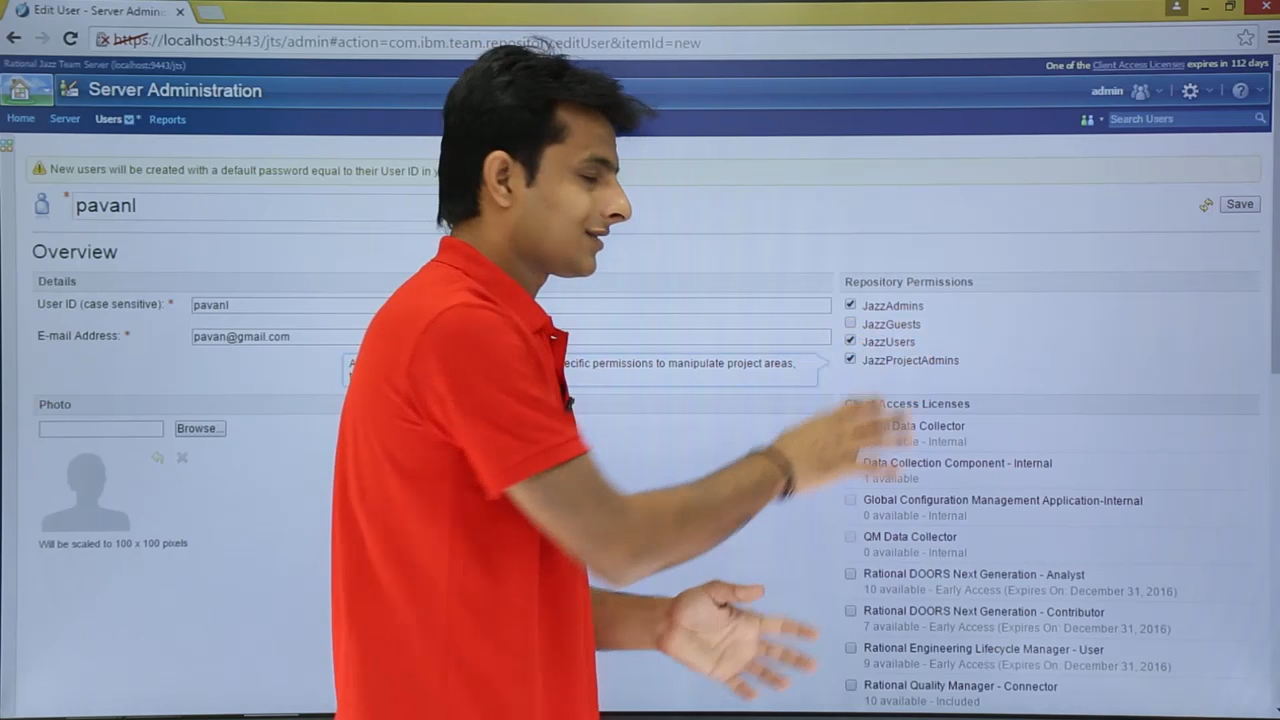 Edit User - Server Admin
https://localhost:9443/jts/admin#action=com.ibm.team.repository.editUser&itemId=new
Rational Jazz Team Server (localhost:9443/jts)
One of the Client Access Licenses expires in 112 days
Server Administration
admin
Home Server Users Reports
Search Users
New users will be created with a default password equal to their User ID in
* pavanl
Save
Overview
Details
User ID (case sensitive): * pavanl
E-mail Address: * pavan@gmail.com
permissions to manipulate project areas,
Photo
Browse...
Will be scaled to 100 x 100 pixels
Repository Permissions
JazzAdmins
JazzGuests
JazzUsers
JazzProjectAdmins
Access Licenses
Data Collector
- Internal
Data Collection Component - Internal
1 available
Global Configuration Management Application-Internal
0 available - Internal
QM Data Collector
0 available - Internal
Rational DOORS Next Generation - Analyst
10 available - Early Access (Expires On: December 31, 2016)
Rational DOORS Next Generation - Contributor
7 available - Early Access (Expires On: December 31, 2016)
Rational Engineering Lifecycle Manager - User
9 available - Early Access (Expires On: December 31, 2016)
Rational Quality Manager - Connector
10 available - Included